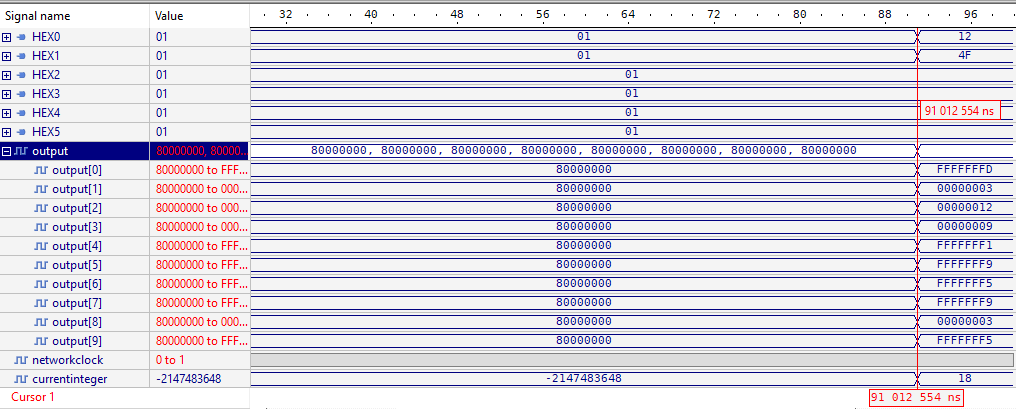 Signal name Value 32 40 48 56 64 72 80 88 96
HEX0 01 01 12
HEX1 01 01 4F
HEX2 01 01
HEX3 01 01
HEX4 01 01 91 012 554 ns
HEX5 01 01
output 80000000, 80000... 80000000, 80000000, 80000000, 80000000, 80000000, 80000000, 80000000, 80000000
output[0] 80000000 to FFF... 80000000 FFFFFFFD
output[1] 80000000 to 000... 80000000 00000003
output[2] 80000000 to 000... 80000000 00000012
output[3] 80000000 to 000... 80000000 00000009
output[4] 80000000 to FFF... 80000000 FFFFFFF1
output[5] 80000000 to FFF... 80000000 FFFFFFF9
output[6] 80000000 to FFF... 80000000 FFFFFFF5
output[7] 80000000 to FFF... 80000000 FFFFFFF9
output[8] 80000000 to 000... 80000000 00000003
output[9] 80000000 to FFF... 80000000 FFFFFFF5
networkclock 0 to 1
currentinteger -2147483648 -2147483648 18
Cursor 1 91 012 554 ns